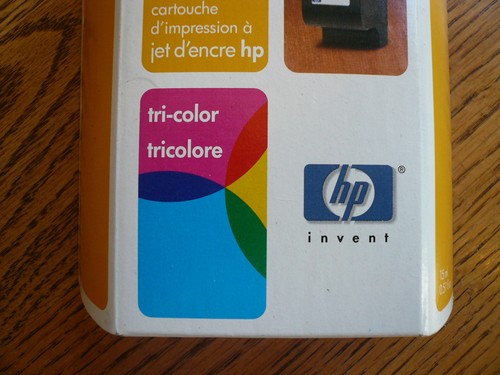 cartouche
d'impression à
jet d'encre hp
tri-color
tricolore
hp
®
invent